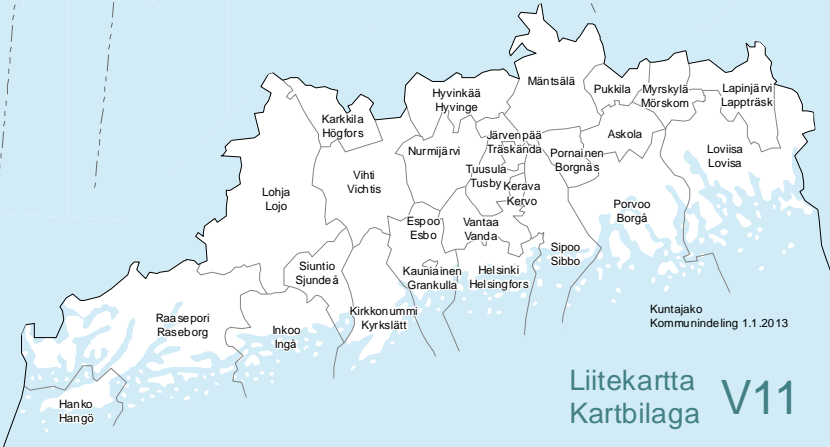 Mäntsälä
Hyvinkää
Hyvinge
Pukkila
Myrskylä
Mörskom
Lapinjärvi
Lappträsk
Karkkila
Högfors
Järvenpää
Träskända
Askola
Nurmijärvi
Pornainen
Borgnäs
Loviisa
Lovisa
Vihti
Vichtis
Tuusula
Tusby
Kerava
Kervo
Lohja
Lojo
Porvoo
Borgå
Espoo
Esbo
Vantaa
Vanda
Sipoo
Sibbo
Siuntio
Sjundeå
Kauniainen
Grankulla
Helsinki
Helsingfors
Raasepori
Raseborg
Inkoo
Ingå
Kirkkonummi
Kyrkslätt
Kuntajako
Kommunindeling 1.1.2013
Hanko
Hangö
Liitekartta
Kartbilaga
V11